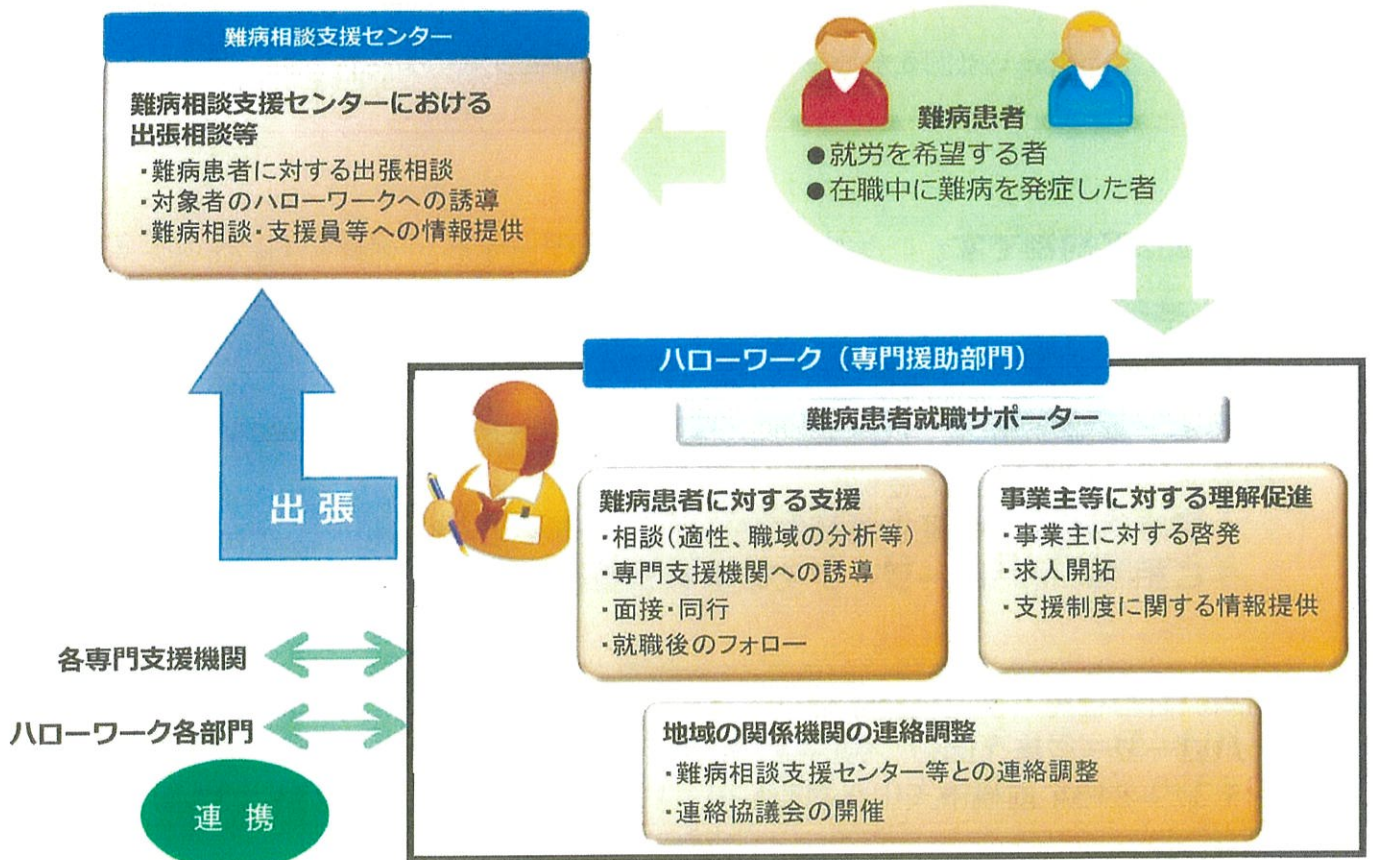 難病相談支援センター
難病相談支援センターにおける
出張相談等
・難病患者に対する出張相談
・対象者のハローワークへの誘導
・難病相談・支援員等への情報提供
難病患者
●就労を希望する者
●在職中に難病を発症した者
出 張
ハローワーク（専門援助部門）
難病患者就職サポーター
難病患者に対する支援
・相談（適性、職域の分析等）
・専門支援機関への誘導
・面接・同行
・就職後のフォロー
事業主等に対する理解促進
・事業主に対する啓発
・求人開拓
・支援制度に関する情報提供
地域の関係機関の連絡調整
・難病相談支援センター等との連絡調整
・連絡協議会の開催
各専門支援機関
ハローワーク各部門
連 携